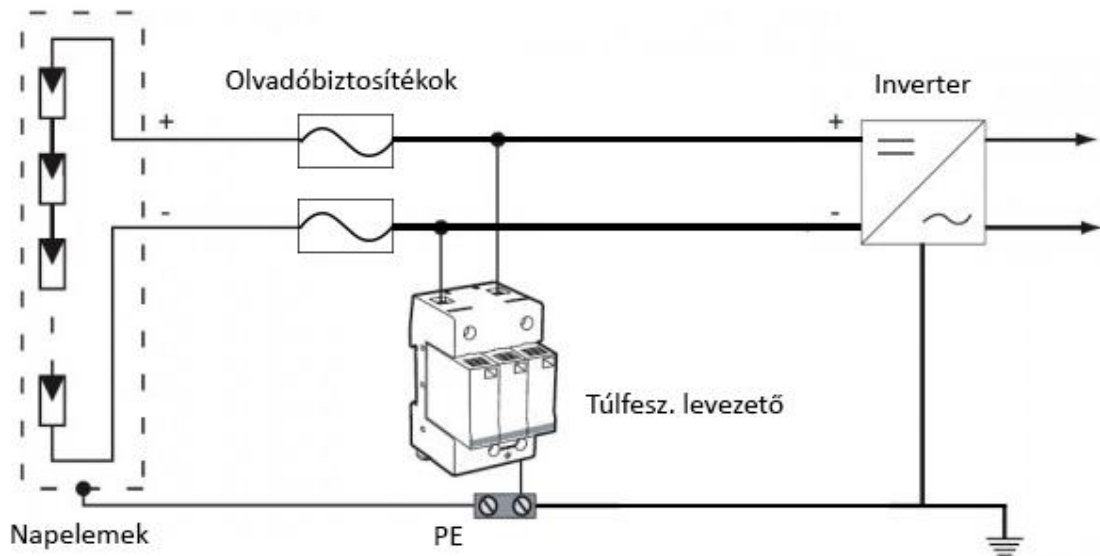 Olvadóbiztosítékok
Inverter
+
+
-
-
Túlfesz. levezető
Napelemek
PE